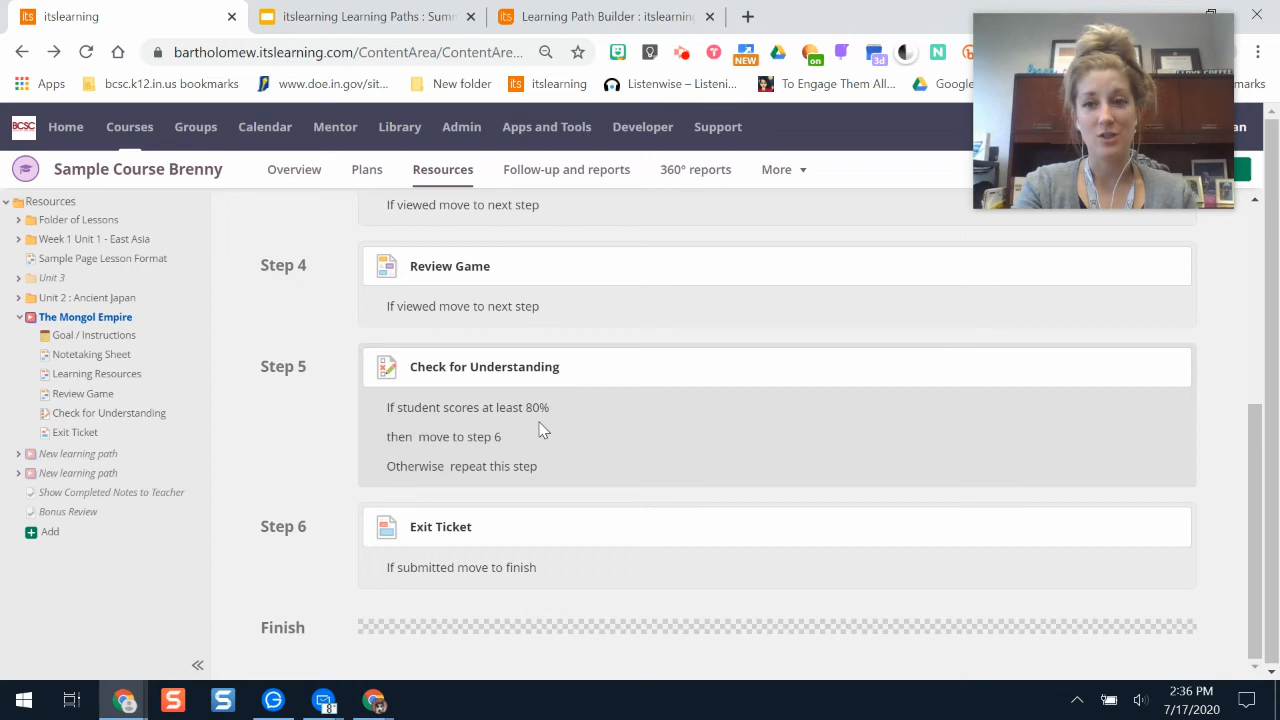 itslearning
itslearning Learning Paths : Sum
Learning Path Builder : itslearning
bartholomew.itslearning.com/ContentArea/ContentAre...
NEW
on
3d
Apps
bcsc.k12.in.us bookmarks
www.doe.in.gov/sit...
New folder
itslearning
Listenwise – Listeni...
To Engage Them All...
Google
marks
BCSC
Home
Courses
Groups
Calendar
Mentor
Library
Admin
Apps and Tools
Developer
Support
an
Sample Course Brenny
Overview
Plans
Resources
Follow-up and reports
360° reports
More
Resources
Folder of Lessons
Week 1 Unit 1 - East Asia
Sample Page Lesson Format
Unit 3
Unit 2 : Ancient Japan
The Mongol Empire
Goal / Instructions
Notetaking Sheet
Learning Resources
Review Game
Check for Understanding
Exit Ticket
New learning path
New learning path
Show Completed Notes to Teacher
Bonus Review
Add
If viewed move to next step
Step 4
Review Game
If viewed move to next step
Step 5
Check for Understanding
If student scores at least 80%
then move to step 6
Otherwise repeat this step
Step 6
Exit Ticket
If submitted move to finish
Finish
2:36 PM
7/17/2020